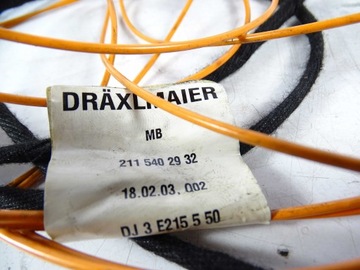 DRÄXLMAIER
MB
211 540 29 32
18.02.03. 002
DJ 3 E215 5 50